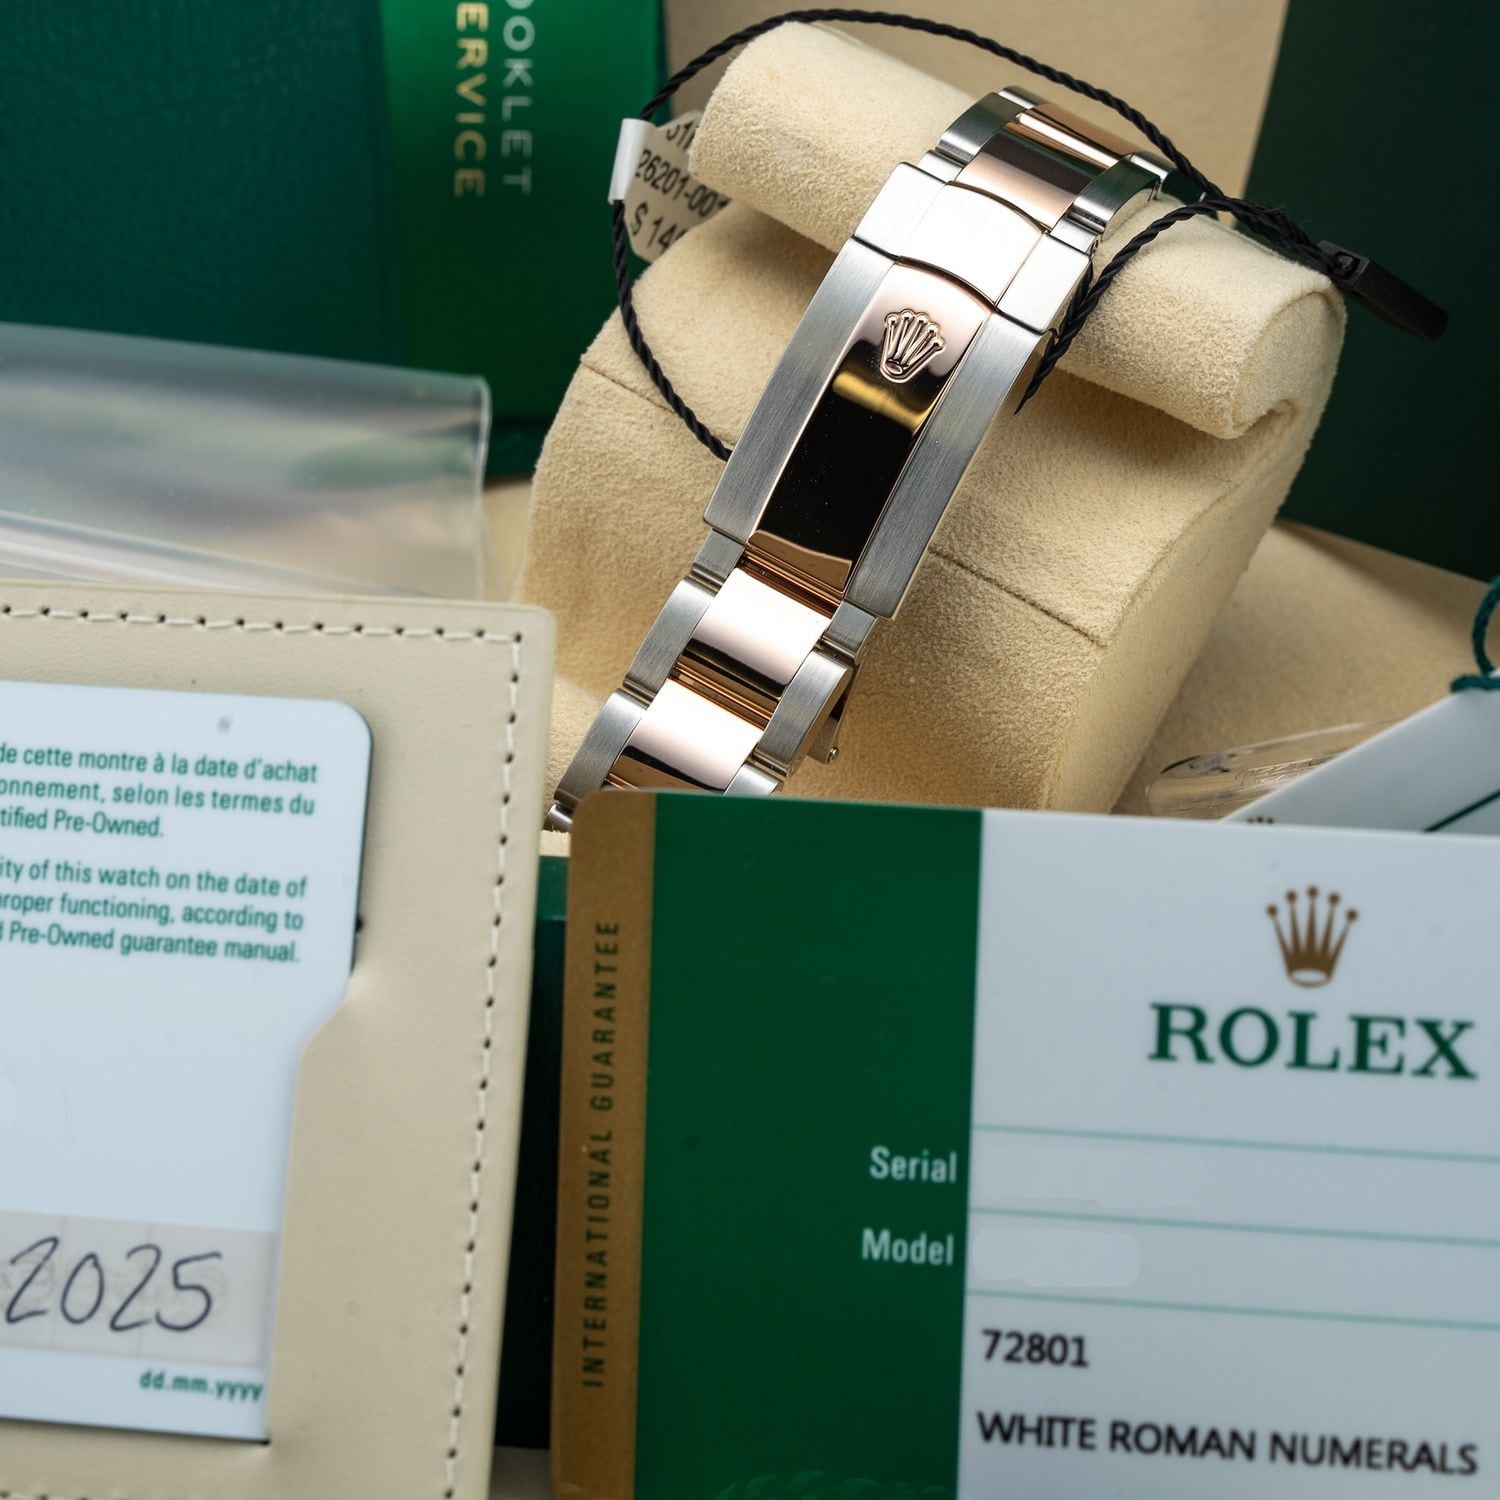 OOKLET
ERVICE
26201-001
$ 14
de cette montre à la date d'achat
onnement, selon les termes du
tified Pre-Owned.
ity of this watch on the date of
proper functioning, according to
d Pre-Owned guarantee manual.
2025
dd.mm.yyyy
INTERNATIONAL GUARANTEE
ROLEX
Serial
Model
72801
WHITE ROMAN NUMERALS